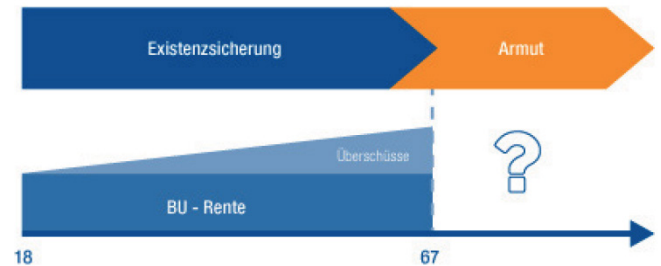 Existenzsicherung
Armut
Überschüsse
?
BU - Rente
18
67